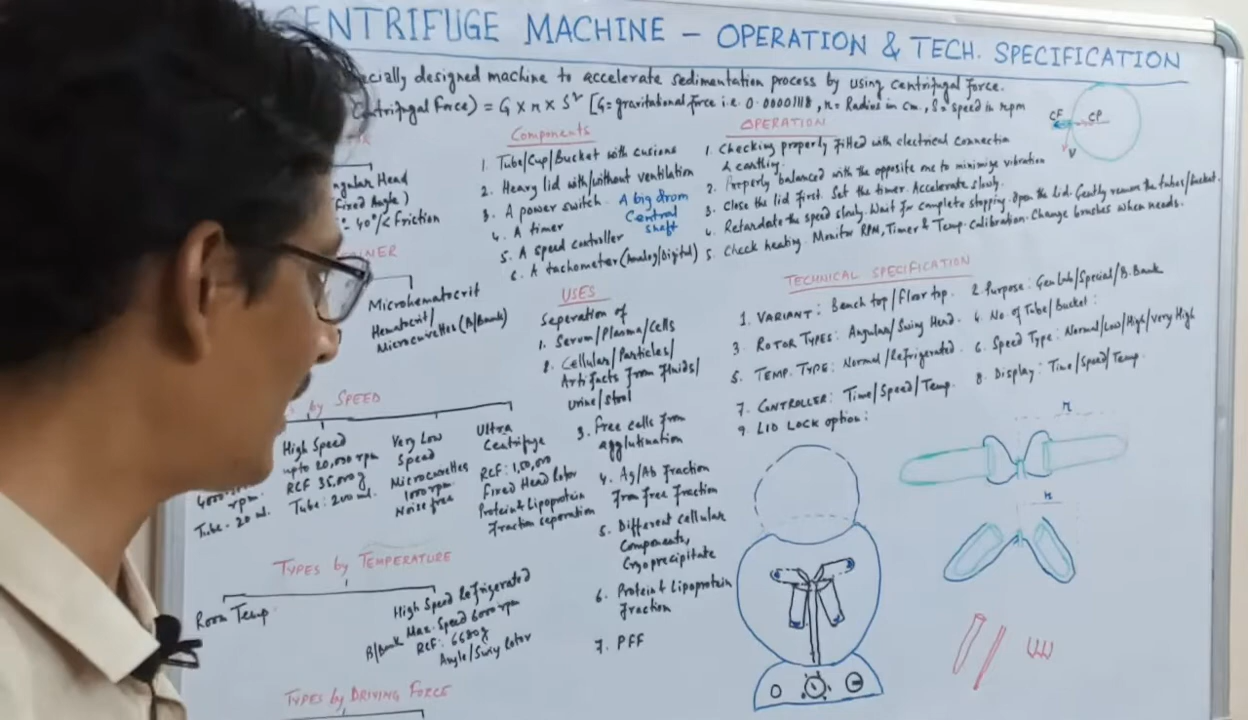 CENTRIFUGE MACHINE – OPERATION & TECH. SPECIFICATION
ecially designed machine to accelerate sedimentation process by using centrifugal force.
Centrifugal Force) = G × r × S² [G = gravitational force i.e. 0.00001118, r = Radius in cm, S = speed in rpm
CF CP
V
ngular Head
(Fixed Angle)
40°/< Friction
INER
Microhematocrit
Hematocrit/
Microcuvettes (B/Bank)
by SPEED
rpm.
Tube: 20 ml.
High Speed
upto 20,000 rpm
RCF 35,000g
Tube: 200 ml.
Very Low
Speed
Microcuvettes
1000 rpm.
Noise free
Ultra
Centrifuge
RCF: 1,00,000
Fixed Head Rotor
Protein & Lipoprotein
Fraction seperation
TYPES by TEMPERATURE
Room Temp
High Speed Refrigerated
B/Bank Max. Speed 6000 rpm
RCF: 6680g
Angle/Swing Rotor
TYPES by DRIVING FORCE
Components
1. Tube/Cup/Bucket with cusions
2. Heavy lid with/without ventilation
3. A power switch.
4. A timer
5. A speed controller
6. A tachometer (Analog/Digital)
A big drom
Central
shaft
USES
Seperation of
1. Serum/Plasma/Cells
2. Cellular/Particles/
Artifacts from fluids/
Urine/Stool
3. Free cells from
agglutination
4. Ag/Ab Fraction
from free Fraction
5. Different cellular
Components,
Cryoprecipitate
6. Protein & Lipoprotein
Fraction
7. PFF
OPERATION
1. Checking properly Fitted with electrical connection
& earthing.
2. Properly balanced with the opposite one to minimize vibration
3. Close the lid first. Set the timer. Accelerate slowly.
4. Retardate the speed slowly. Wait for complete stopping. Open the lid. Gently remove the tubes/bucket.
5. Check heating. Monitor RPM, Timer & Temp. Calibration. Change brushes when needs.
TECHNICAL SPECIFICATION
1. VARIANT: Bench top/Floor top. 2. Purpose: Gen Lab/Special/B.Bank
3. ROTOR TYPES: Angular/Swing Head. 4. No. of Tube/Bucket:
5. TEMP. TYPE: Normal/Refrigerated. 6. Speed Type: Normal/Low/High/Very High
7. CONTROLLER: Time/Speed/Temp. 8. Display: Time/Speed/Temp.
9. LID LOCK option:
r
r